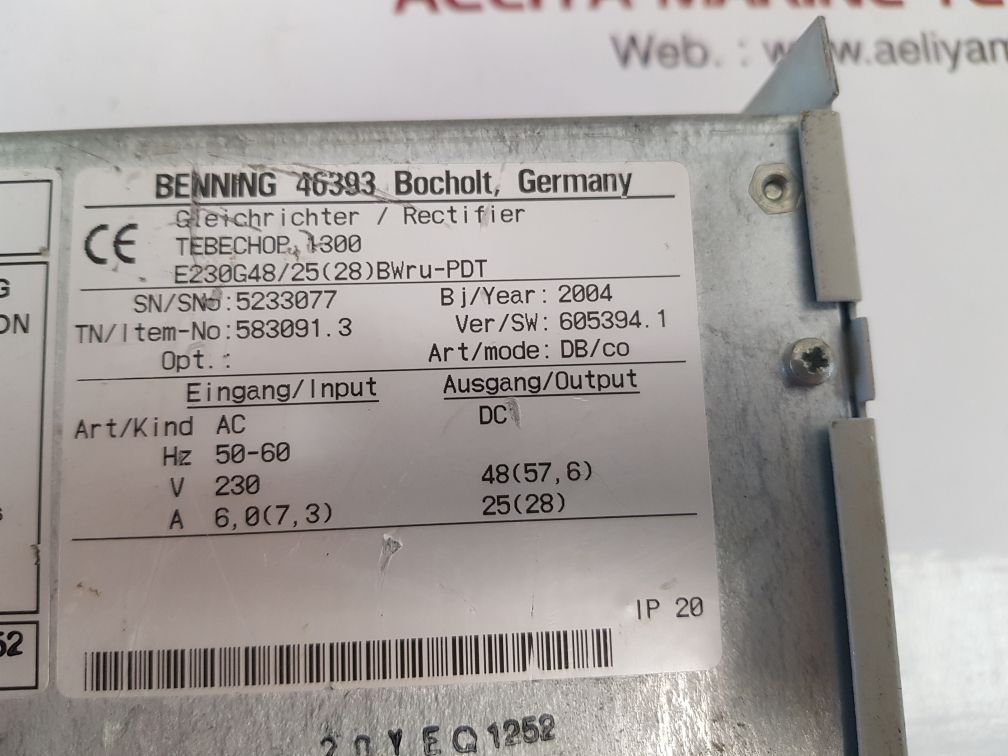 Web. : www.aeliyam
BENNING 46393 Bocholt, Germany
CE
Gleichrichter / Rectifier
TEBECHOP 1300
E230G48/25(28)BWru-PDT
SN/SNo:5233077 Bj/Year: 2004
TN/Item-No:583091.3 Ver/SW: 605394.1
Opt.: Art/mode: DB/co
Eingang/Input Ausgang/Output
Art/Kind AC DC
Hz 50-60
V 230 48(57,6)
A 6,0(7,3) 25(28)
IP 20
G
ON
52
EQ1252